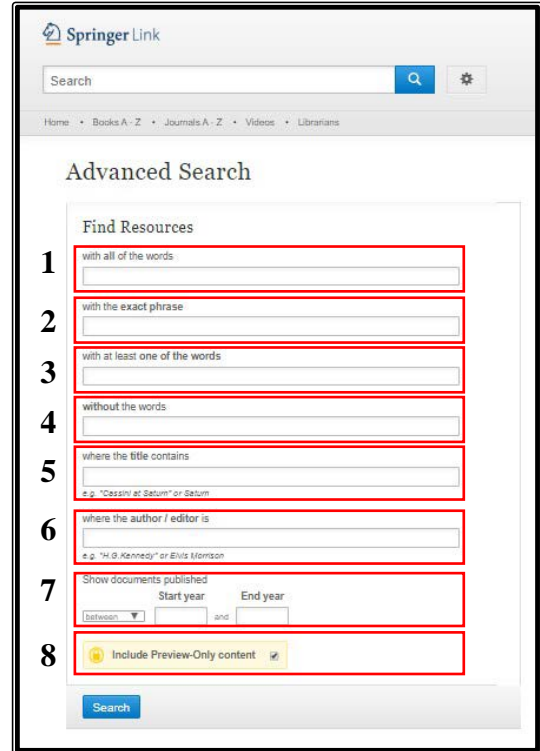 Springer Link
Search
Home • Books A - Z • Journals A - Z • Videos • Librarians
Advanced Search
Find Resources
1 with all of the words
2 with the exact phrase
3 with at least one of the words
4 without the words
5 where the title contains
e.g. "Cassini at Saturn" or Saturn
6 where the author / editor is
e.g. "H.G.Kennedy" or Elvis Morrison
7 Show documents published
Start year End year
between and
8 Include Preview-Only content
Search